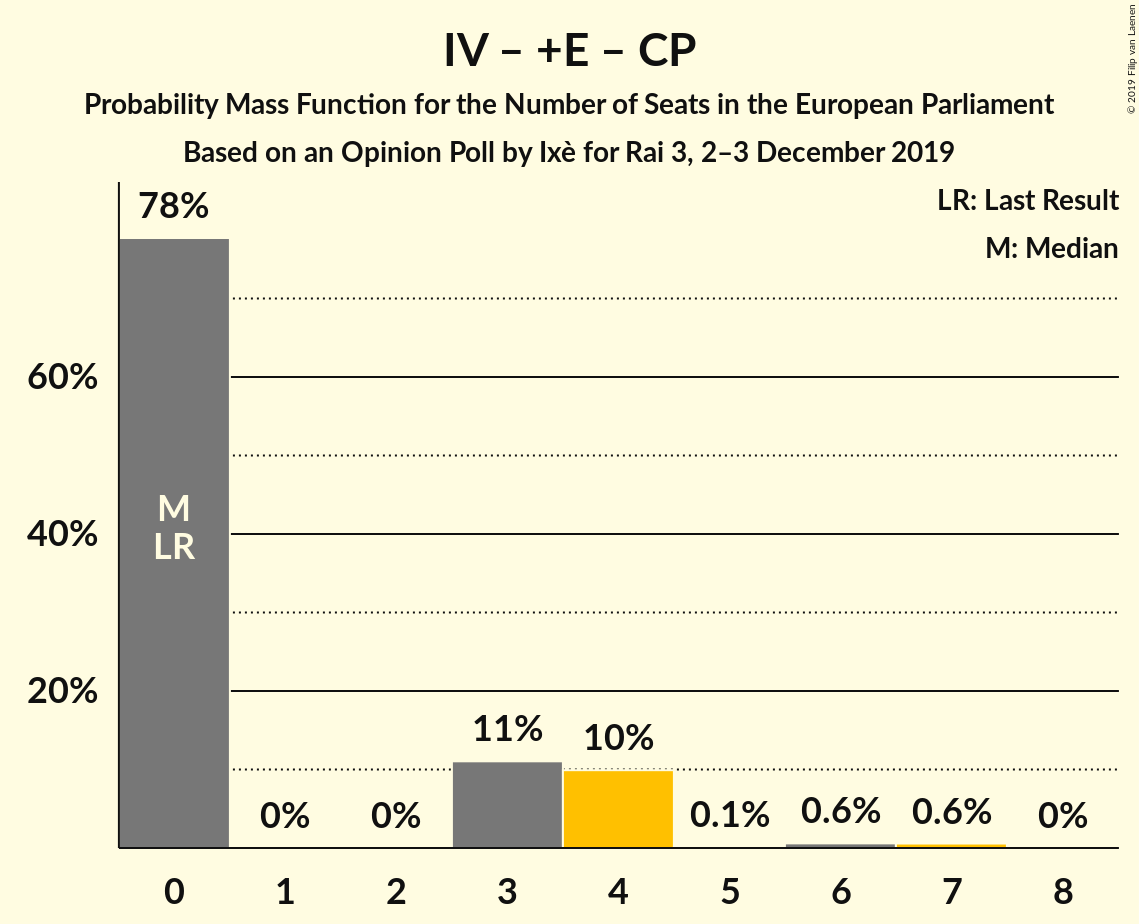 IV – +E – CP
Probability Mass Function for the Number of Seats in the European Parliament
Based on an Opinion Poll by Ixè for Rai 3, 2–3 December 2019
© 2019 Filip van Laenen
LR: Last Result
M: Median
78%
60%
40%
20%
M
LR
0%
0%
11%
10%
0.1%
0.6%
0.6%
0%
0
1
2
3
4
5
6
7
8